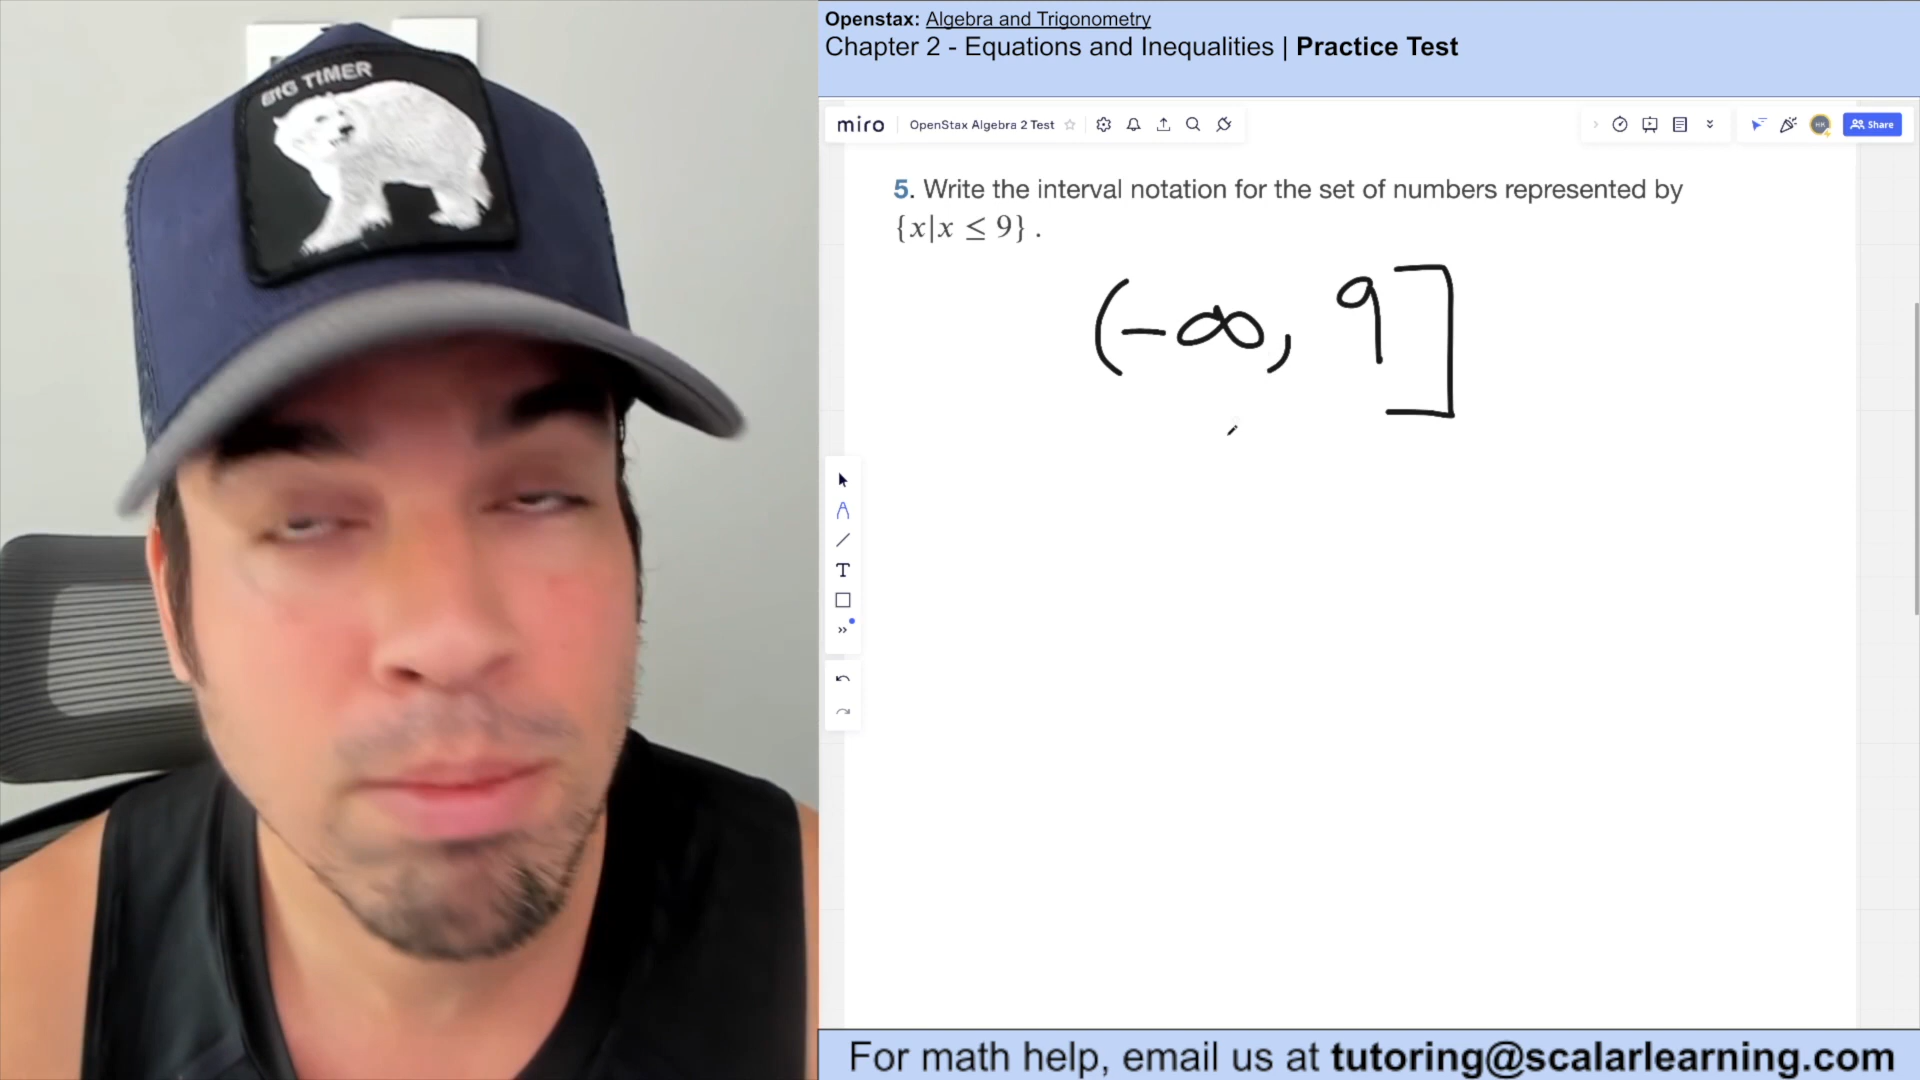 BIG TIMER
Openstax: Algebra and Trigonometry
Chapter 2 - Equations and Inequalities | Practice Test
miro OpenStax Algebra 2 Test
Share
5. Write the interval notation for the set of numbers represented by
{x|x ≤ 9} .
(-∞, 9]
T
For math help, email us at tutoring@scalarlearning.com